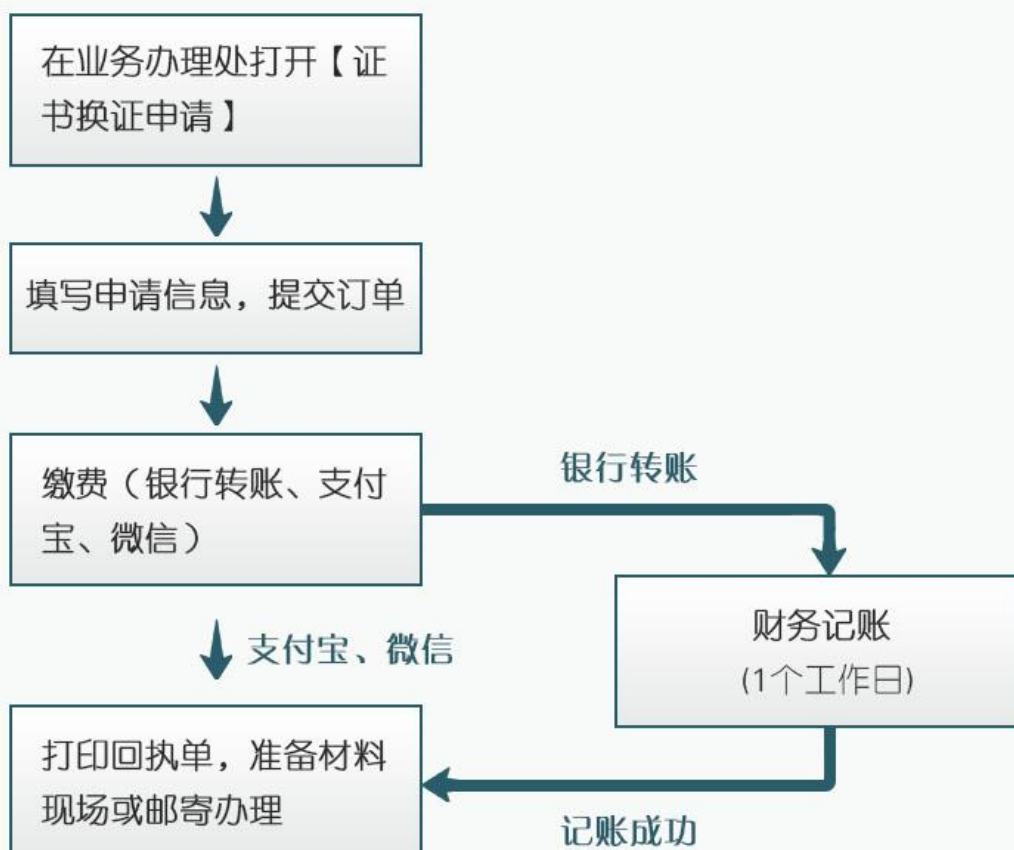 在业务办理处打开【证
书换证申请】
填写申请信息，提交订单
缴费（银行转账、支付
宝、微信）
银行转账
财务记账
(1个工作日)
支付宝、微信
打印回执单，准备材料
现场或邮寄办理
记账成功